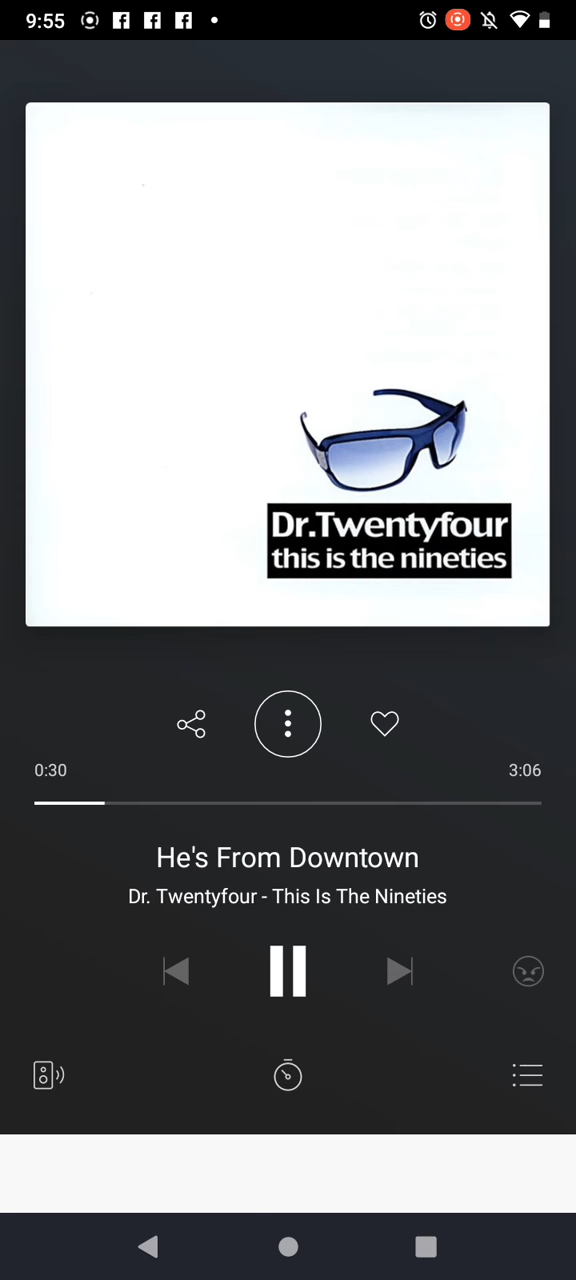 9:55
Dr.Twentyfour
this is the nineties
0:30
3:06
He's From Downtown
Dr. Twentyfour - This Is The Nineties